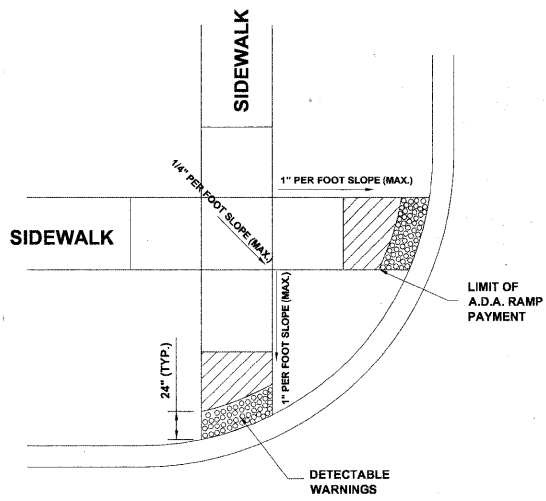 SIDEWALK
1/4" PER FOOT SLOPE (MAX.)
1" PER FOOT SLOPE (MAX.)
SIDEWALK
1" PER FOOT SLOPE (MAX.)
LIMIT OF
A.D.A. RAMP
PAYMENT
24" (TYP.)
DETECTABLE
WARNINGS